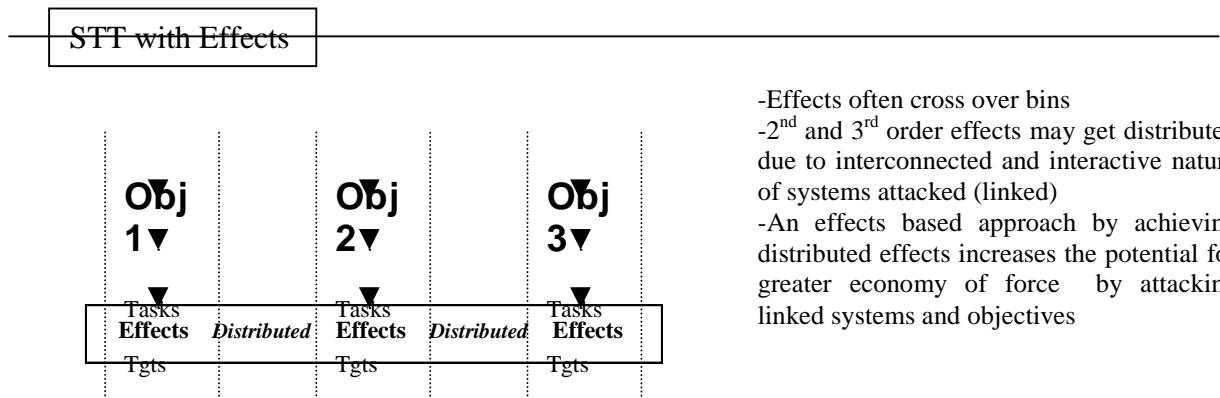 STT with Effects
Obj Obj Obj
1 2 3
Tasks Tasks Tasks
Effects Distributed Effects Distributed Effects
Tgts Tgts Tgts
-Effects often cross over bins
-2nd and 3rd order effects may get distribute
due to interconnected and interactive natur
of systems attacked (linked)
-An effects based approach by achievin
distributed effects increases the potential fo
greater economy of force by attackin
linked systems and objectives